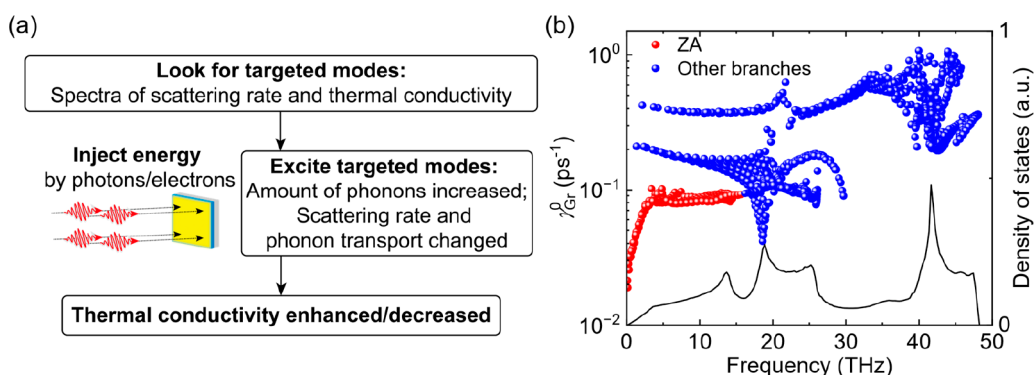 (a)
Look for targeted modes:
Spectra of scattering rate and thermal conductivity
Inject energy
by photons/electrons
Excite targeted modes:
Amount of phonons increased;
Scattering rate and
phonon transport changed
Thermal conductivity enhanced/decreased
(b)
ZA
Other branches
10⁰
10⁻¹
10⁻²
γ⁰Gr (ps⁻¹)
0 10 20 30 40 50
Frequency (THz)
1
0
Density of states (a.u.)